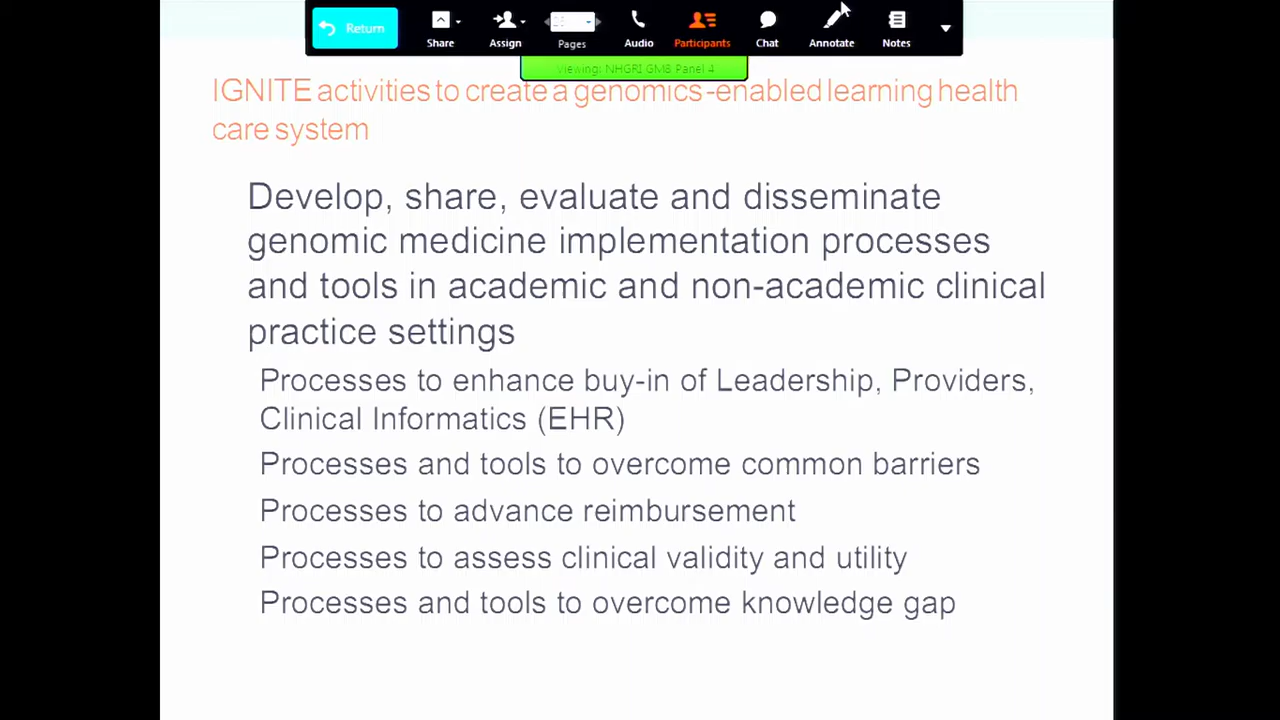 Return
Share
Assign
Pages
Audio
Participants
Chat
Annotate
Notes
Viewing: NHGRI GM8 Panel 4
IGNITE activities to create a genomics-enabled learning health
care system
Develop, share, evaluate and disseminate
genomic medicine implementation processes
and tools in academic and non-academic clinical
practice settings
Processes to enhance buy-in of Leadership, Providers,
Clinical Informatics (EHR)
Processes and tools to overcome common barriers
Processes to advance reimbursement
Processes to assess clinical validity and utility
Processes and tools to overcome knowledge gap